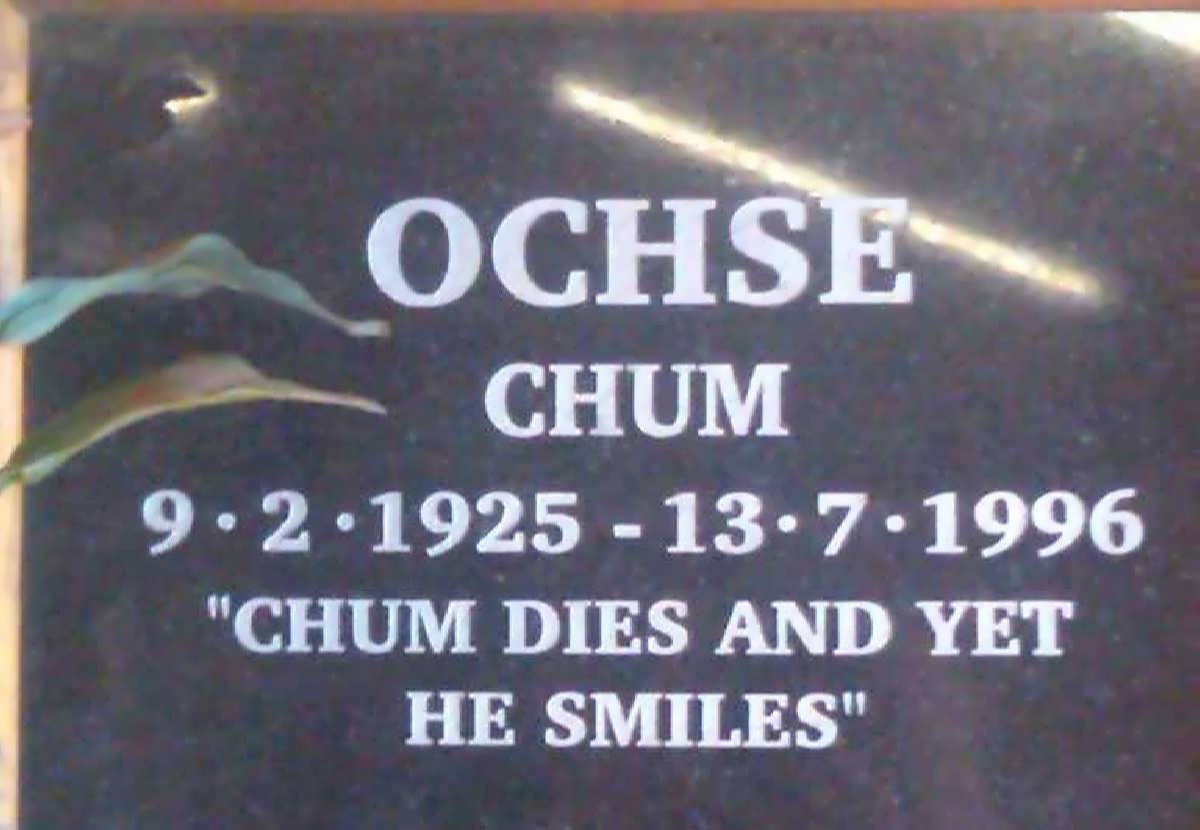 OCHSE
CHUM
9·2·1925 - 13·7·1996
"CHUM DIES AND YET
HE SMILES"